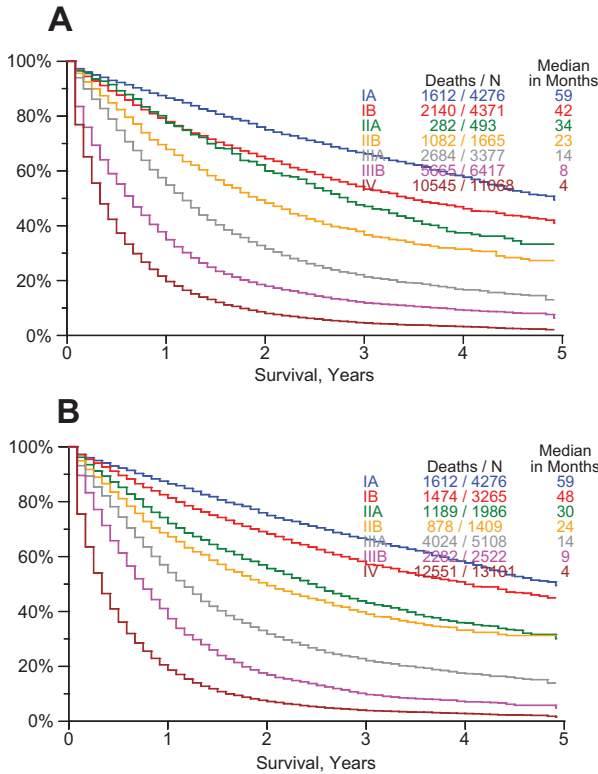 A
Median
Deaths / N in Months
IA 1612 / 4276 59
IB 2140 / 4371 42
IIA 282 / 493 34
IIB 1082 / 1665 23
IIIA 2684 / 3377 14
IIIB 5665 / 6417 8
IV 10545 / 11068 4
100%
80%
60%
40%
20%
0%
0 1 2 3 4 5
Survival, Years
B
Median
Deaths / N in Months
IA 1612 / 4276 59
IB 1474 / 3265 48
IIA 1189 / 1986 30
IIB 878 / 1409 24
IIIA 4024 / 5108 14
IIIB 2282 / 2522 9
IV 12551 / 13101 4
100%
80%
60%
40%
20%
0%
0 1 2 3 4 5
Survival, Years